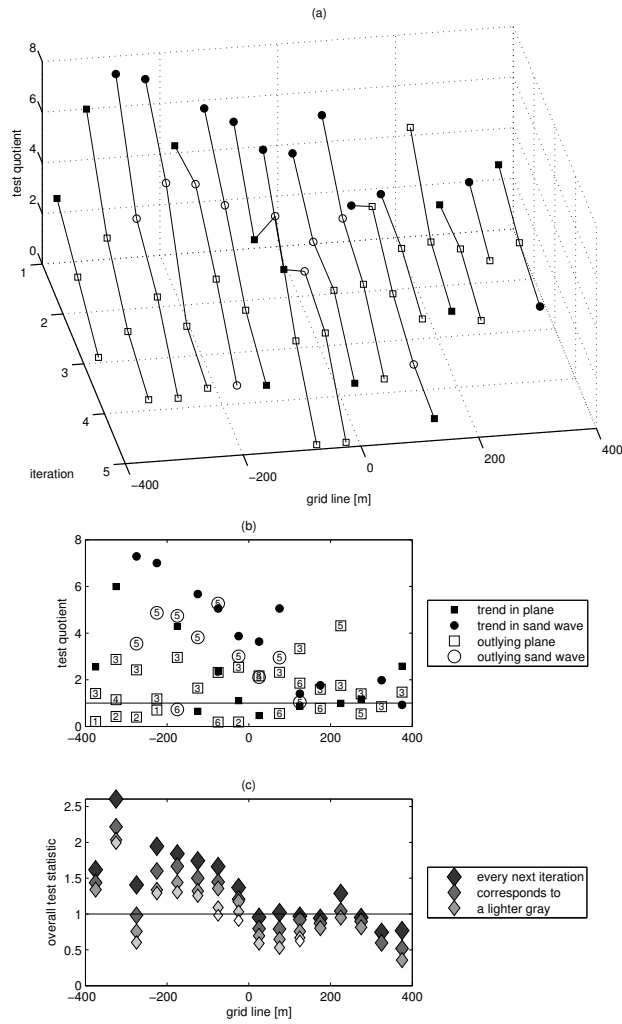 (a)
8
6
4
2
0
test quotient
1
2
3
4
5
iteration
−400
−200
0
200
400
grid line [m]
(b)
8
6
4
2
0
test quotient
−400
−200
0
200
400
trend in plane
trend in sand wave
outlying plane
outlying sand wave
(c)
2.5
2
1.5
1
0.5
0
overall test statistic
−400
−200
0
200
400
grid line [m]
every next iteration
corresponds to
a lighter gray